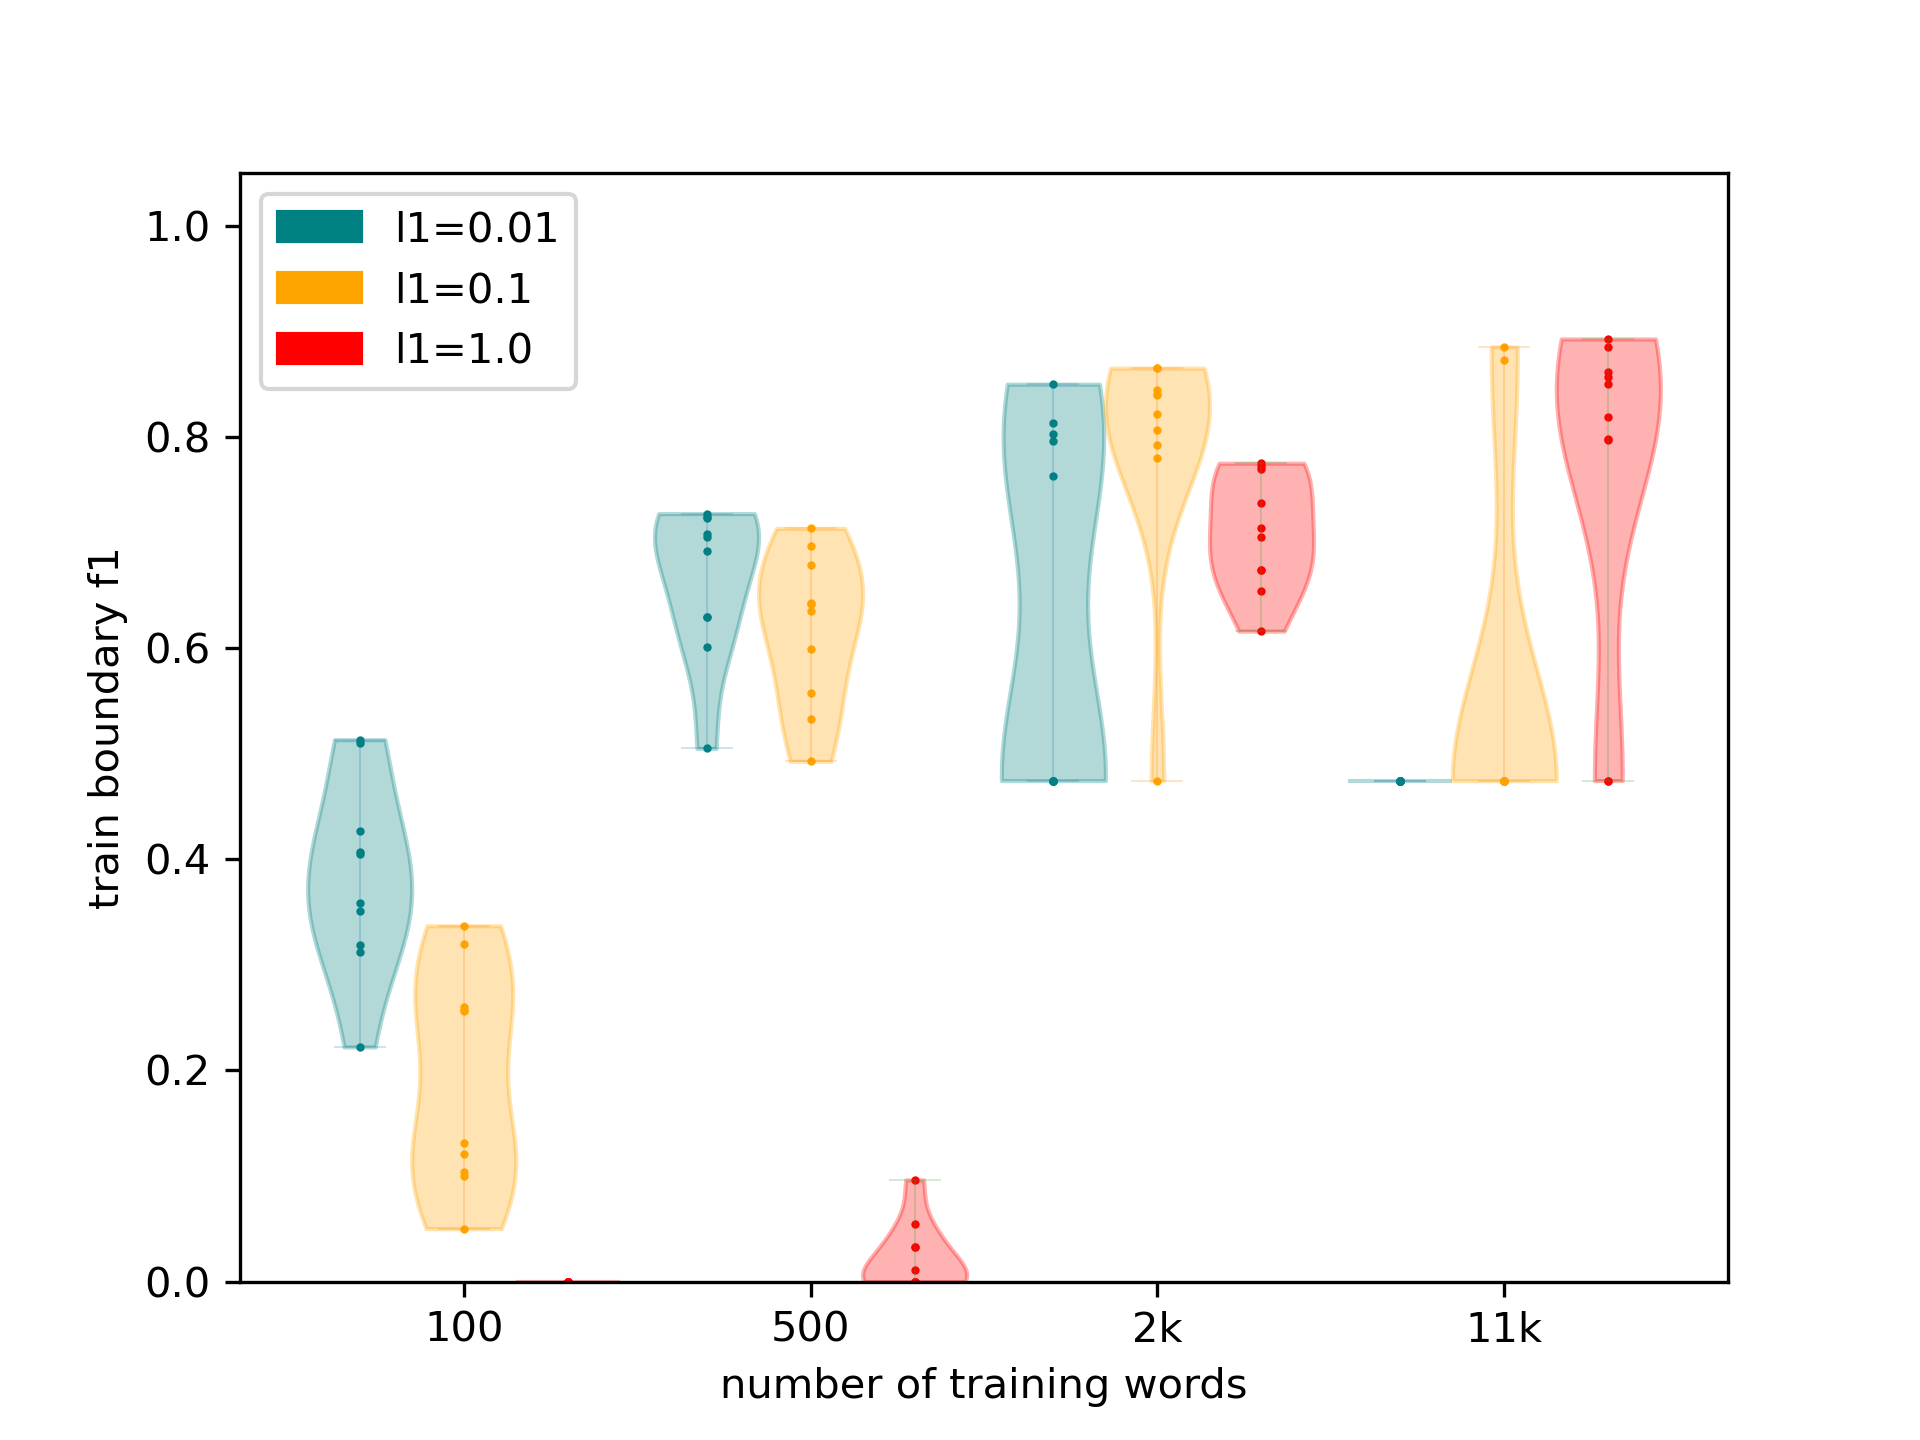 l1=0.01
l1=0.1
l1=1.0
1.0
0.8
0.6
0.4
0.2
0.0
train boundary f1
100 500 2k 11k
number of training words